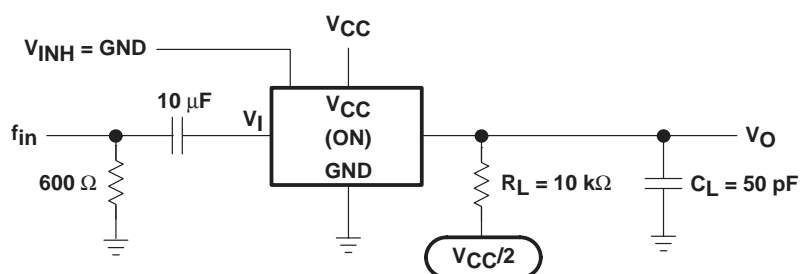 VCC
VINH = GND
10 μF
VI
VCC
(ON)
GND
fin
VO
600 Ω
RL = 10 kΩ
CL = 50 pF
VCC/2